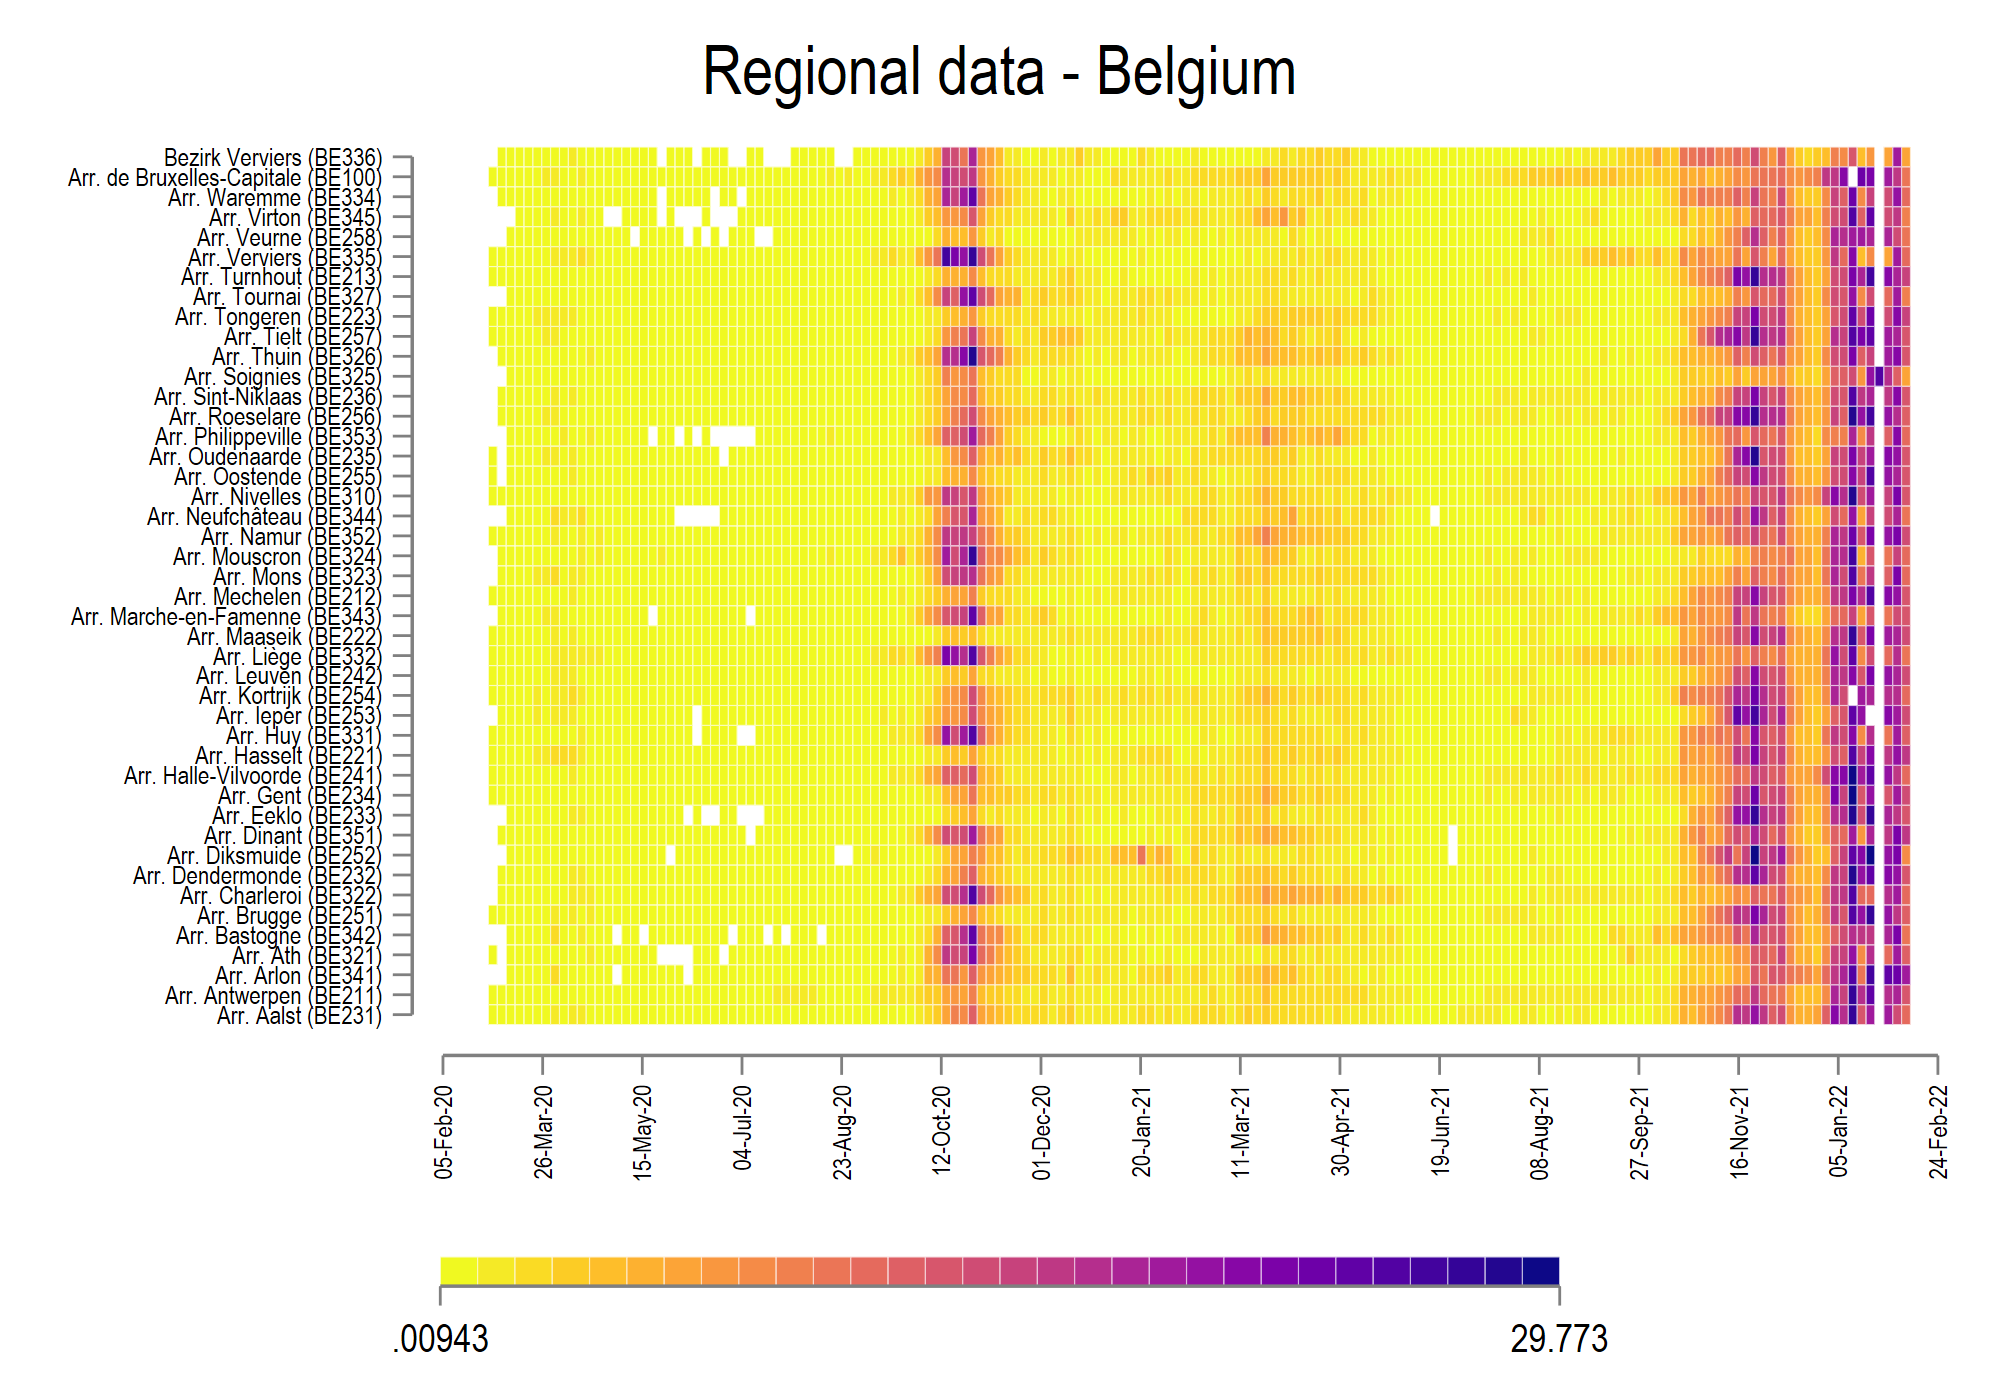 Regional data - Belgium
Bezirk Verviers (BE336)
Arr. de Bruxelles-Capitale (BE100)
Arr. Waremme (BE334)
Arr. Virton (BE345)
Arr. Veurne (BE258)
Arr. Verviers (BE335)
Arr. Turnhout (BE213)
Arr. Tournai (BE327)
Arr. Tongeren (BE223)
Arr. Tielt (BE257)
Arr. Thuin (BE326)
Arr. Soignies (BE325)
Arr. Sint-Niklaas (BE236)
Arr. Roeselare (BE256)
Arr. Philippeville (BE353)
Arr. Oudenaarde (BE235)
Arr. Oostende (BE255)
Arr. Nivelles (BE310)
Arr. Neufchâteau (BE344)
Arr. Namur (BE352)
Arr. Mouscron (BE324)
Arr. Mons (BE323)
Arr. Mechelen (BE212)
Arr. Marche-en-Famenne (BE343)
Arr. Maaseik (BE222)
Arr. Liège (BE332)
Arr. Leuven (BE242)
Arr. Kortrijk (BE254)
Arr. Ieper (BE253)
Arr. Huy (BE331)
Arr. Hasselt (BE221)
Arr. Halle-Vilvoorde (BE241)
Arr. Gent (BE234)
Arr. Eeklo (BE233)
Arr. Dinant (BE351)
Arr. Diksmuide (BE252)
Arr. Dendermonde (BE232)
Arr. Charleroi (BE322)
Arr. Brugge (BE251)
Arr. Bastogne (BE342)
Arr. Ath (BE321)
Arr. Arlon (BE341)
Arr. Antwerpen (BE211)
Arr. Aalst (BE231)
05-Feb-20
26-Mar-20
15-May-20
04-Jul-20
23-Aug-20
12-Oct-20
01-Dec-20
20-Jan-21
11-Mar-21
30-Apr-21
19-Jun-21
08-Aug-21
27-Sep-21
16-Nov-21
05-Jan-22
24-Feb-22
.00943
29.773